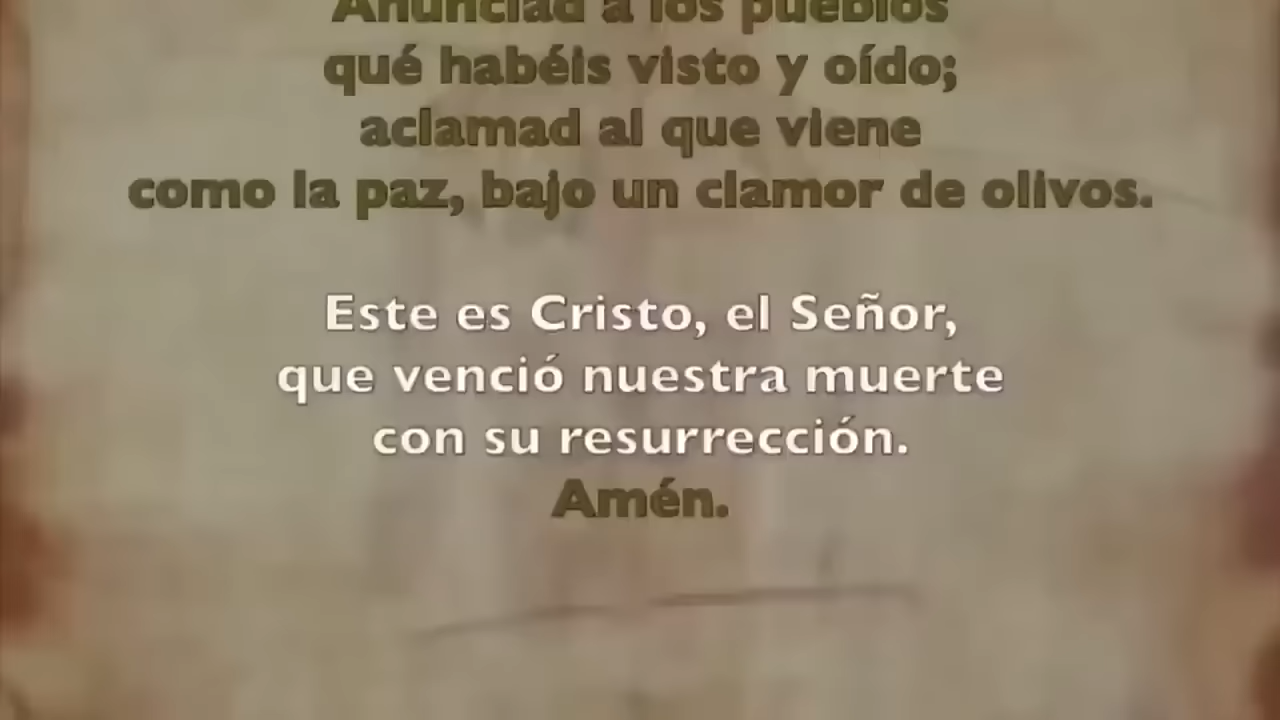 Anunciad a los pueblos
qué habéis visto y oído;
aclamad al que viene
como la paz, bajo un clamor de olivos.
Este es Cristo, el Señor,
que venció nuestra muerte
con su resurrección.
Amén.